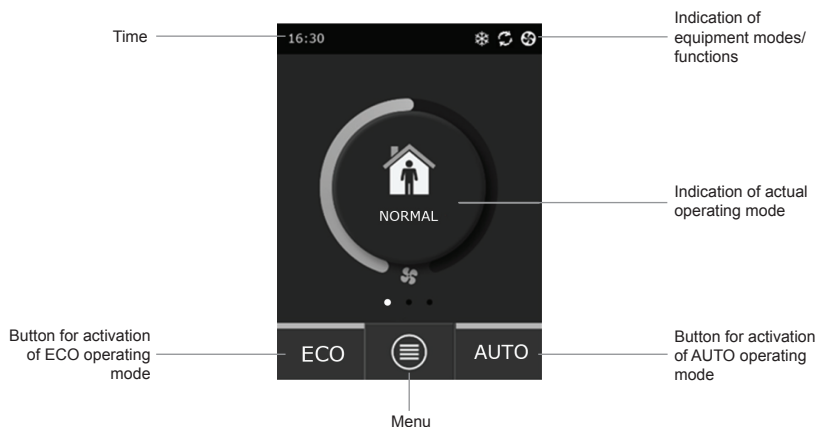 Indication of
equipment modes/
functions
Time
16:30
Indication of actual
operating mode
NORMAL
Button for activation
of ECO operating
mode
ECO
AUTO
Button for activation
of AUTO operating
mode
Menu